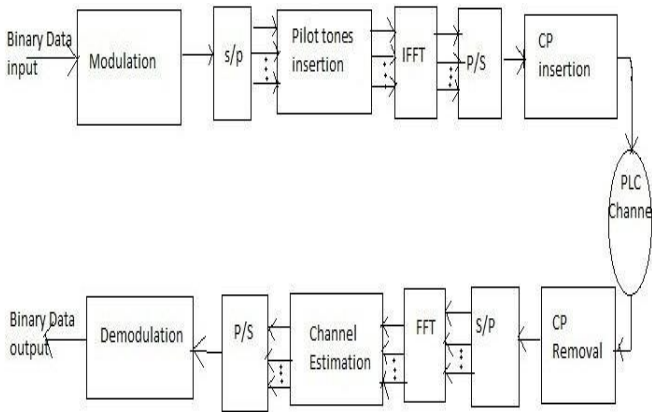 Binary Data
input
Modulation
s/p
Pilot tones
insertion
IFFT
P/S
CP
insertion
PLC
Channe
Binary Data
output
Demodulation
P/S
Channel
Estimation
FFT
S/P
CP
Removal